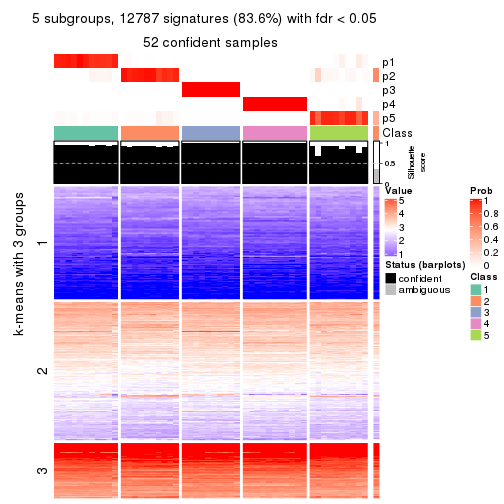 5 subgroups, 12787 signatures (83.6%) with fdr < 0.05
52 confident samples
p1
p2
p3
p4
p5
Class
1
0.5
0
Silhouette
score
k-means with 3 groups
1
2
3
Value
5
4
3
2
1
Status (barplots)
confident
ambiguous
Prob
1
0.8
0.6
0.4
0.2
0
Class
1
2
3
4
5